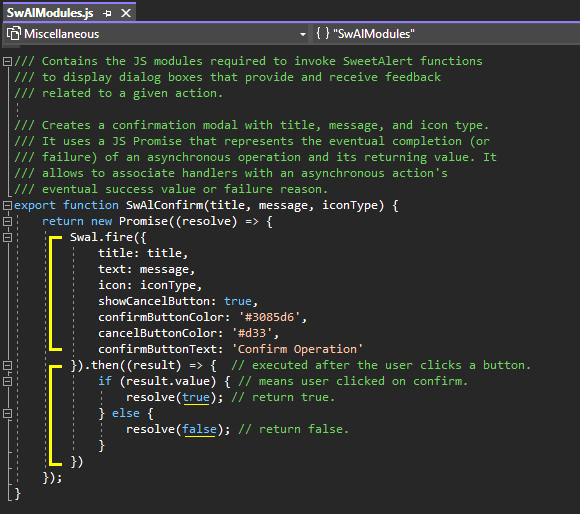 SwAlModules.js
Miscellaneous
{ } "SwAlModules"
/// Contains the JS modules required to invoke SweetAlert functions
/// to display dialog boxes that provide and receive feedback
/// related to a given action.
/// Creates a confirmation modal with title, message, and icon type.
/// It uses a JS Promise that represents the eventual completion (or
/// failure) of an asynchronous operation and its returning value. It
/// allows to associate handlers with an asynchronous action's
/// eventual success value or failure reason.
export function SwAlConfirm(title, message, iconType) {
return new Promise((resolve) => {
Swal.fire({
title: title,
text: message,
icon: iconType,
showCancelButton: true,
confirmButtonColor: '#3085d6',
cancelButtonColor: '#d33',
confirmButtonText: 'Confirm Operation'
}).then((result) => {  // executed after the user clicks a button.
if (result.value) { // means user clicked on confirm.
resolve(true); // return true.
} else {
resolve(false); // return false.
}
})
});
}